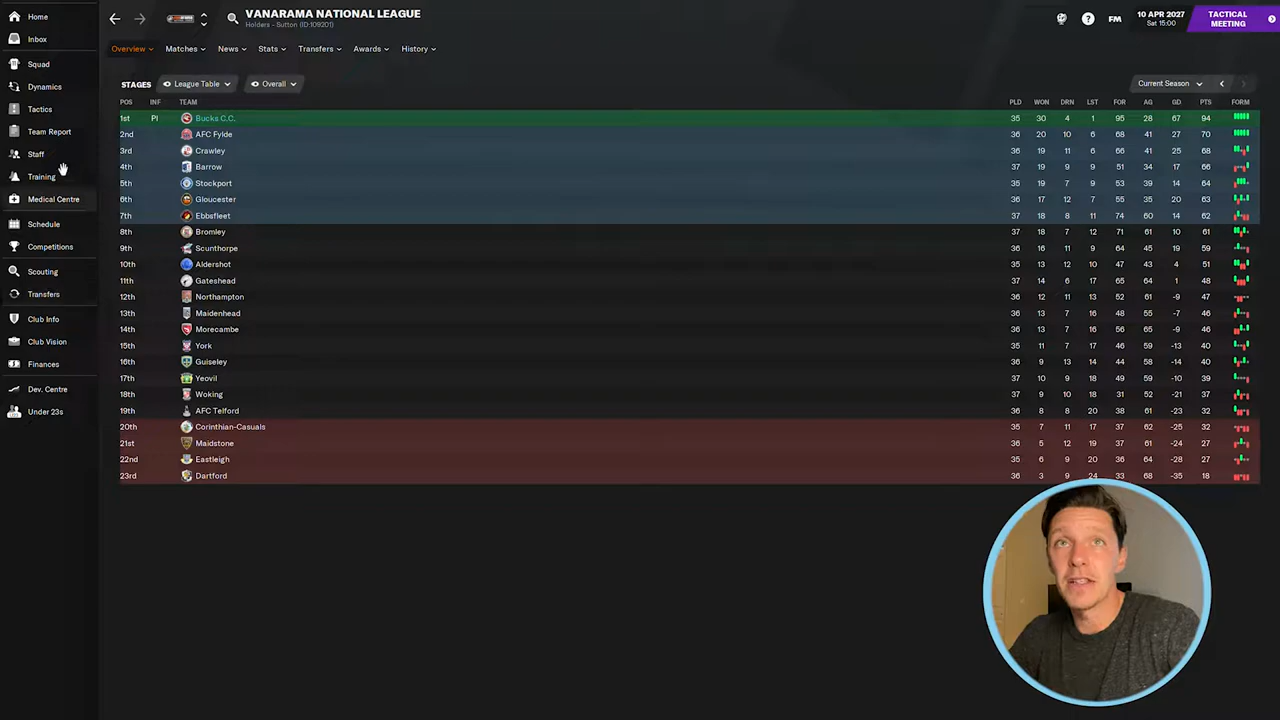 Home
Inbox
Squad
Dynamics
Tactics
Team Report
Staff
Training
Medical Centre
Schedule
Competitions
Scouting
Transfers
Club Info
Club Vision
Finances
Dev. Centre
Under 23s
VANARAMA NATIONAL LEAGUE
Holders - Sutton (ID:109201)
FM
10 APR 2027
Sat 15:00
TACTICAL
MEETING
Overview Matches News Stats Transfers Awards History
STAGES League Table Overall Current Season
POS INF TEAM PLD WON DRN LST FOR AG GD PTS FORM
1st PI Bucks C.C. 35 30 4 1 95 28 67 94
2nd AFC Fylde 36 20 10 6 68 41 27 70
3rd Crawley 36 19 11 6 66 41 25 68
4th Barrow 37 19 9 9 51 34 17 66
5th Stockport 35 19 7 9 53 39 14 64
6th Gloucester 36 17 12 7 55 35 20 63
7th Ebbsfleet 37 18 8 11 74 60 14 62
8th Bromley 37 18 7 12 71 61 10 61
9th Scunthorpe 36 16 11 9 64 45 19 59
10th Aldershot 35 13 12 10 47 43 4 51
11th Gateshead 37 14 6 17 65 64 1 48
12th Northampton 36 12 11 13 52 61 -9 47
13th Maidenhead 36 13 7 16 48 55 -7 46
14th Morecambe 36 13 7 16 56 65 -9 46
15th York 35 11 7 17 46 59 -13 40
16th Guiseley 36 9 13 14 44 58 -14 40
17th Yeovil 37 10 9 18 49 59 -10 39
18th Woking 37 9 10 18 31 52 -21 37
19th AFC Telford 36 8 8 20 38 61 -23 32
20th Corinthian-Casuals 35 7 11 17 37 62 -25 32
21st Maidstone 36 5 12 19 37 61 -24 27
22nd Eastleigh 35 6 9 20 36 64 -28 27
23rd Dartford 36 3 9 24 33 68 -35 18